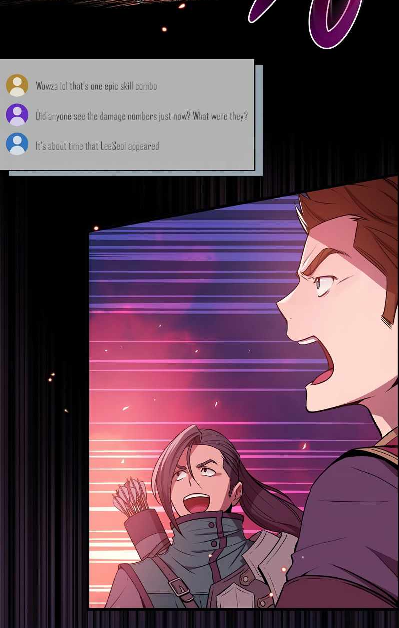 Wowza lol that's one epic skill combo
Did anyone see the damage numbers just now? What were they?
It's about time that LeeSeol appeared